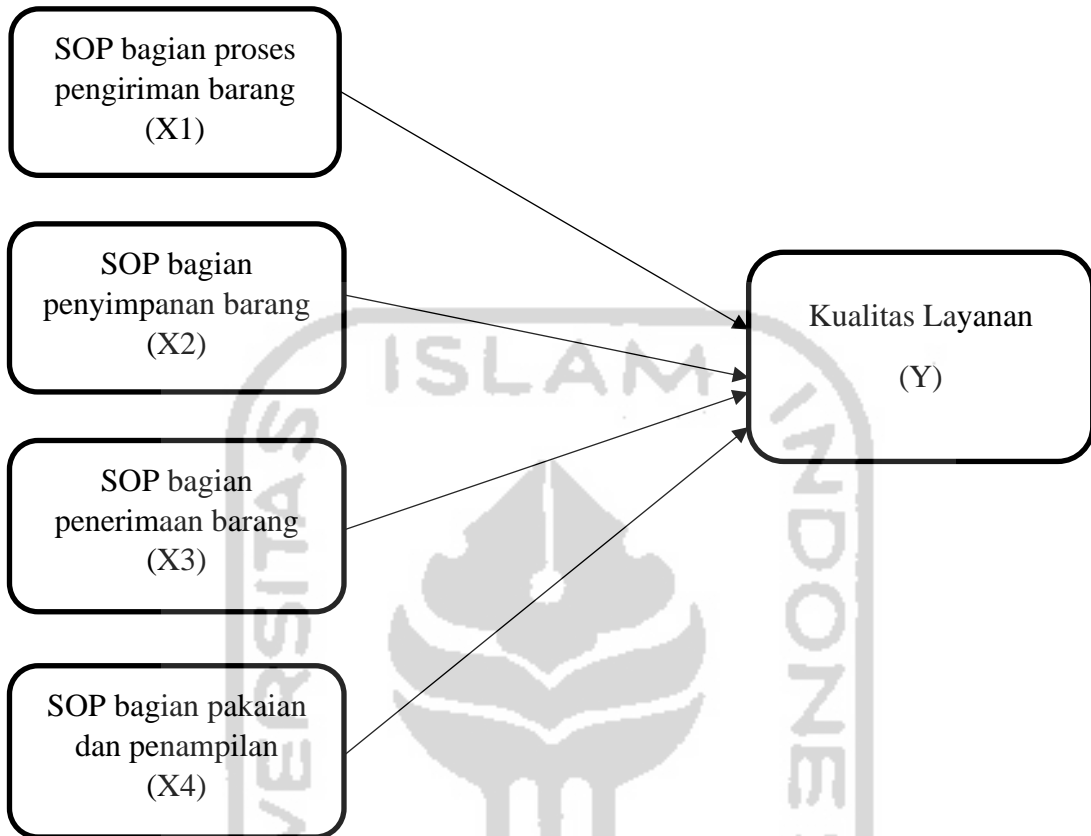 SOP bagian proses
pengiriman barang
(X1)
SOP bagian
penyimpanan barang
(X2)
SOP bagian
penerimaan barang
(X3)
SOP bagian pakaian
dan penampilan
(X4)
Kualitas Layanan
(Y)
ISLAM